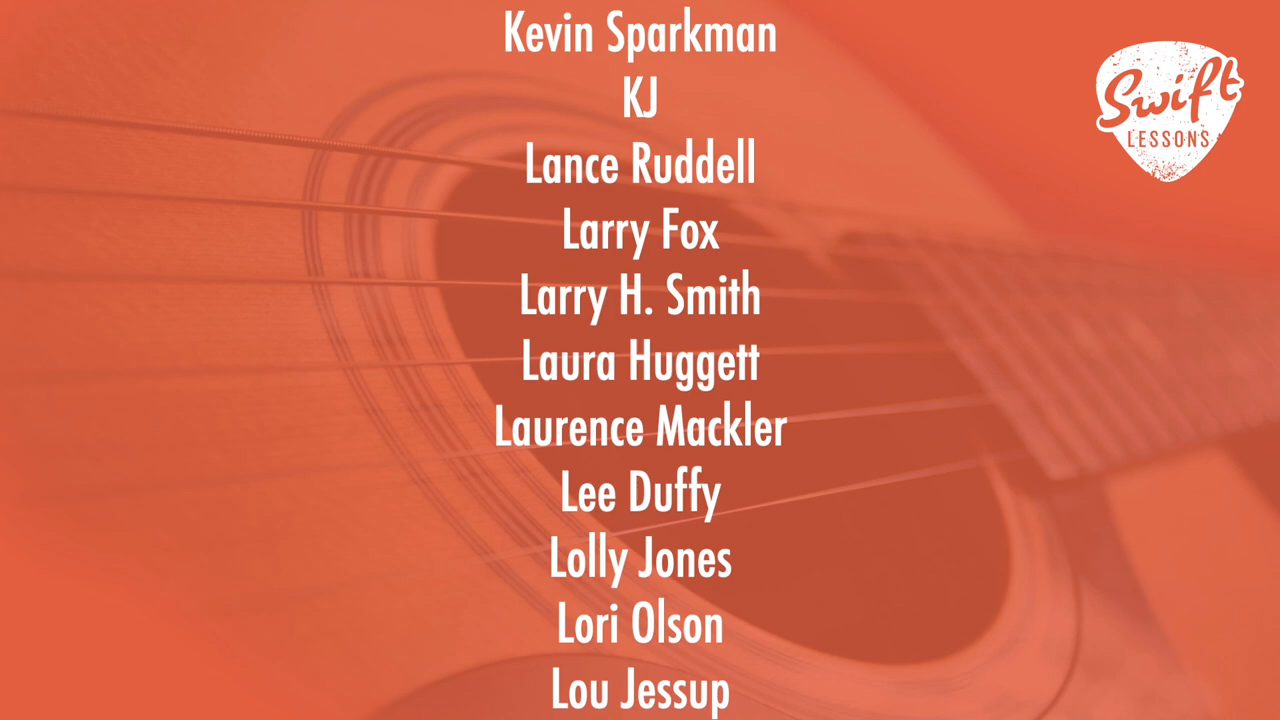 Kevin Sparkman
KJ
Lance Ruddell
Larry Fox
Larry H. Smith
Laura Huggett
Laurence Mackler
Lee Duffy
Lolly Jones
Lori Olson
Lou Jessup
Swift
LESSONS